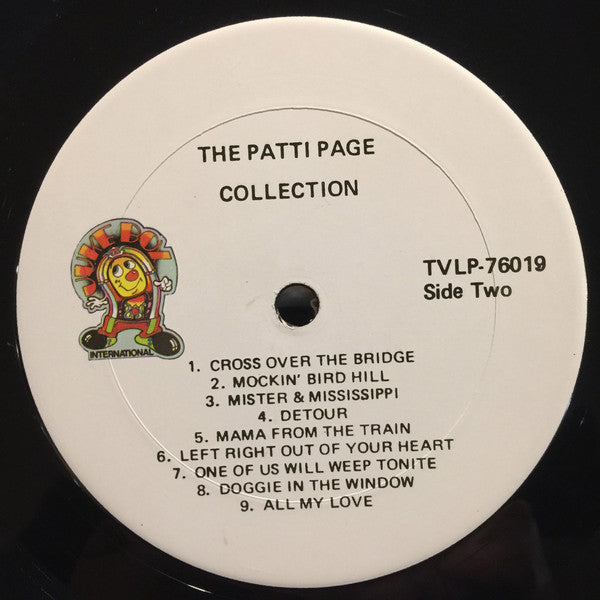 THE PATTI PAGE
COLLECTION
JUKE BOX
INTERNATIONAL
TVLP-76019
Side Two
1. CROSS OVER THE BRIDGE
2. MOCKIN' BIRD HILL
3. MISTER & MISSISSIPPI
4. DETOUR
5. MAMA FROM THE TRAIN
6. LEFT RIGHT OUT OF YOUR HEART
7. ONE OF US WILL WEEP TONITE
8. DOGGIE IN THE WINDOW
9. ALL MY LOVE